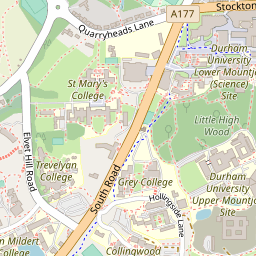 Quarryheads Lane
A177
Stockton
Durham
University
Lower Mountjoy
(Science)
Site
St Mary's
College
Little High
Wood
Elvet Hill Road
Trevelyan
College
South Road
Grey College
Durham
University
Upper Mountjoy
Site
Hollingside Lane
n Mildert
College
Collingwood